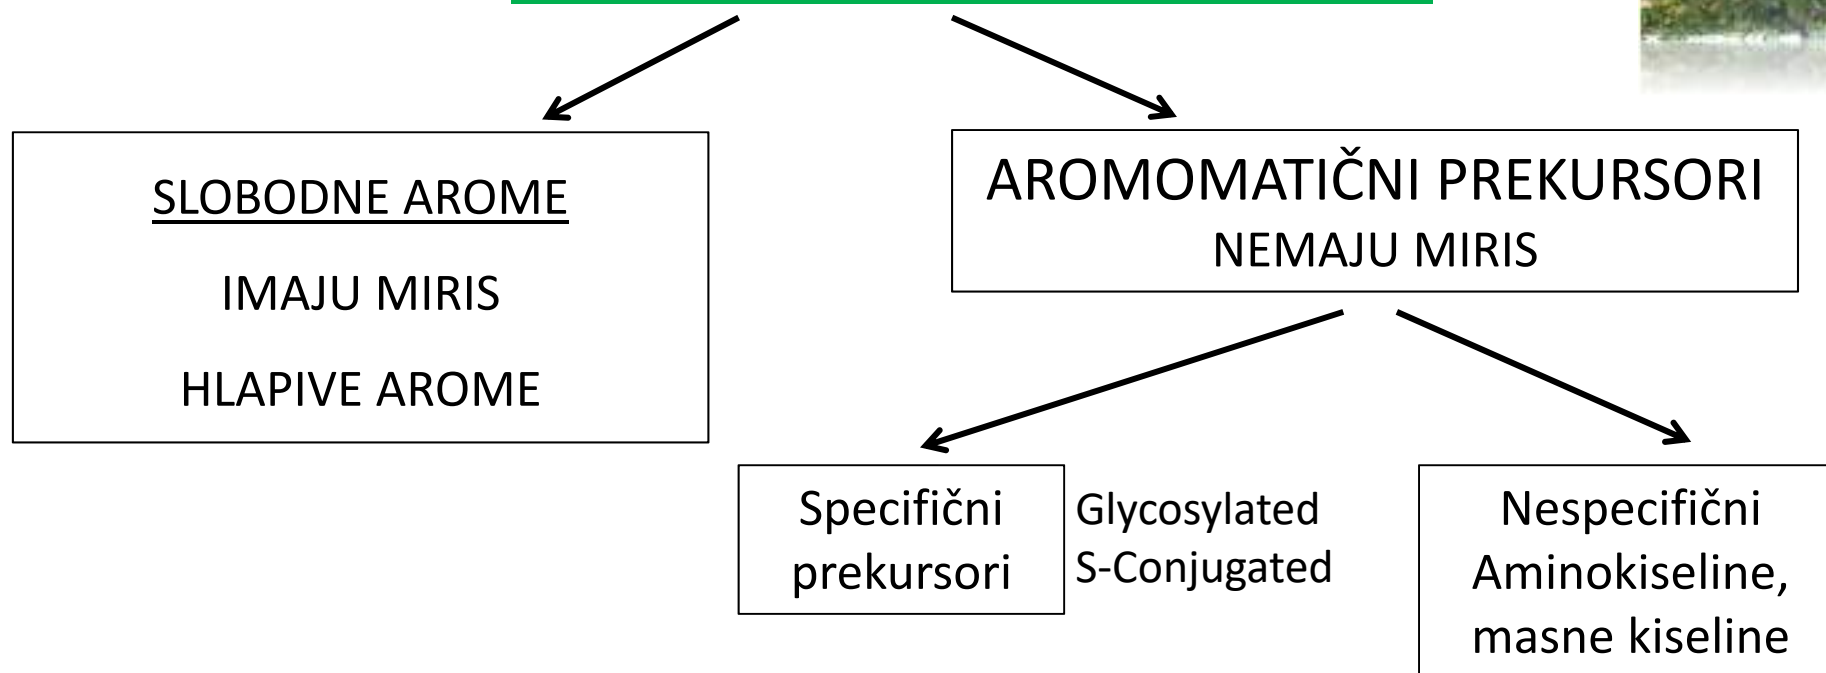 SLOBODNE AROME
IMAJU MIRIS
HLAPIVE AROME
AROMOMATIČNI PREKURSORI
NEMAJU MIRIS
Specifični
prekursori
Glycosylated
S-Conjugated
Nespecifični
Aminokiseline,
masne kiseline